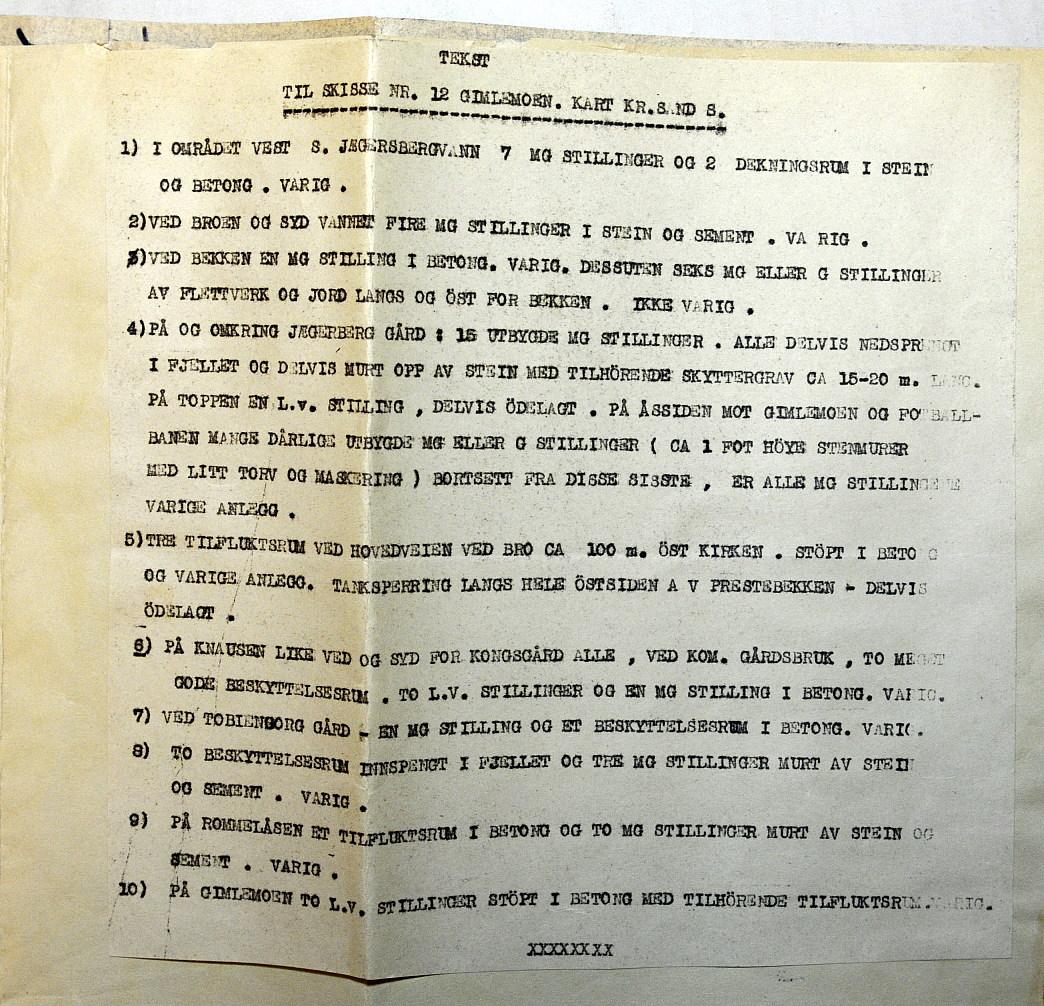 TEKST
TIL SKISSE NR. 12 GIMLEMOEN. KART KR.SAND S.
1) I OMRÅDET VEST S. JÆGERSBERGVANN 7 MG STILLINGER OG 2 DEKNINGSRUM I STEIN
OG BETONG . VARIG .
2)VED BROEN OG SYD VANNET FIRE MG STILLINGER I STEIN OG SEMENT . VA RIG .
3)VED BEKKEN EN MG STILLING I BETONG. VARIG. DESSUTEN SEKS MG ELLER G STILLINGER
AV FLETTVERK OG JORD LANGS OG ÖST FOR BEKKEN . IKKE VARIG .
4)PÅ OG OMKRING JÆGERBERG GÅRD : 15 UTBYGDE MG STILLINGER . ALLE DELVIS NEDSPRENGT
I FJELLET OG DELVIS MURT OPP AV STEIN MED TILHÖRENDE SKYTTERGRAV CA 15-20 m. LANG.
PÅ TOPPEN EN L.v. STILLING , DELVIS ÖDELAGT . PÅ ÅSSIDEN MOT GIMLEMOEN OG FOTBALL-
BANEN MANGE DÅRLIGE UTBYGDE MG ELLER G STILLINGER ( CA 1 FOT HÖYE STENMURER
MED LITT TORV OG MASKERING ) BORTSETT FRA DISSE SISSTE , ER ALLE MG STILLINGENE
VARIGE ANLEGG .
5)TRE TILFLUKTSRUM VED HOVEDVEIEN VED BRO CA 100 m. ÖST KIRKEN . STÖPT I BETONG
OG VARIGE ANLEGG. TANKSPERRING LANGS HELE ÖSTSIDEN A V PRESTEBEKKEN - DELVIS
ÖDELAGT .
6) PÅ KNAUSEN LIKE VED OG SYD FOR KONGSGÅRD ALLE , VED KOM. GÅRDSBRUK , TO MEGET
GODE BESKYTTELSESRUM . TO L.V. STILLINGER OG EN MG STILLING I BETONG. VARIG.
7) VED TOBIENBORG GÅRD - EN MG STILLING OG ET BESKYTTELSESRUM I BETONG. VARIG.
8) TO BESKYTTELSESRUM INNSPENGT I FJELLET OG TRE MG STILLINGER MURT AV STEIN
OG SEMENT . VARIG .
9) PÅ ROMMELÅSEN ET TILFLUKTSRUM I BETONG OG TO MG STILLINGER MURT AV STEIN OG
SEMENT . VARIG .
10) PÅ GIMLEMOEN TO L.V. STILLINGER STÖPT I BETONG MED TILHÖRENDE TILFLUKTSRUM.VARIG.
XXXXXXXX